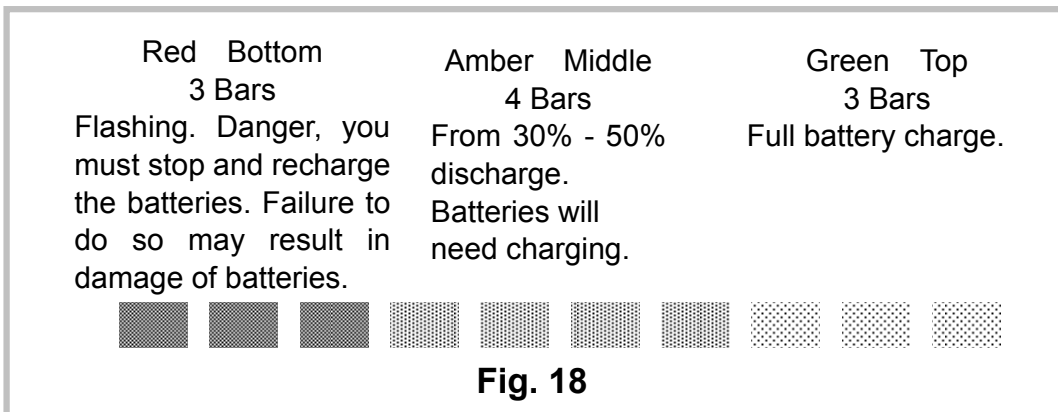 Red Bottom
3 Bars
Flashing. Danger, you
must stop and recharge
the batteries. Failure to
do so may result in
damage of batteries.
Amber Middle
4 Bars
From 30% - 50%
discharge.
Batteries will
need charging.
Green Top
3 Bars
Full battery charge.
Fig. 18